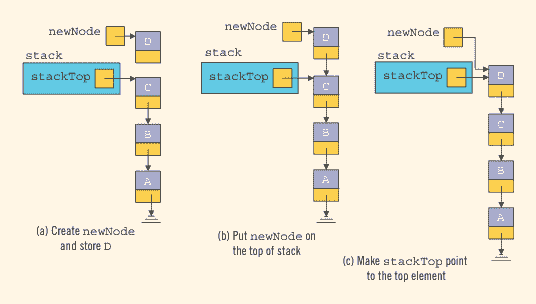 newNode
D
stack
stackTop
C
B
A
(a) Create newNode
and store D
newNode
D
stack
stackTop
C
B
A
(b) Put newNode on
the top of stack
newNode
stack
stackTop
D
C
B
A
(c) Make stackTop point
to the top element